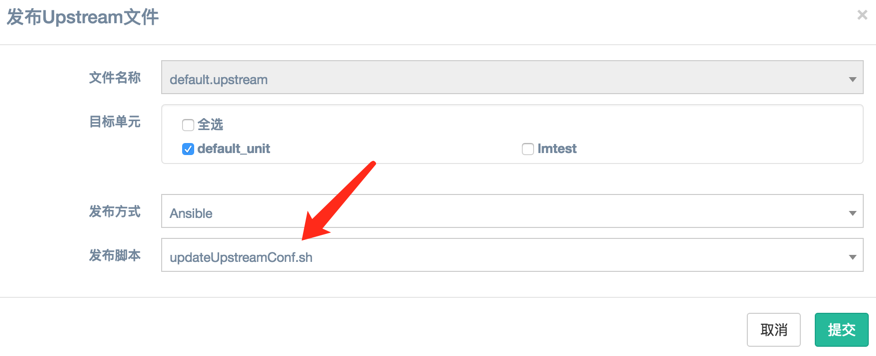 发布Upstream文件
文件名称 default.upstream
目标单元 全选
default_unit lmtest
发布方式 Ansible
发布脚本 updateUpstreamConf.sh
取消 提交